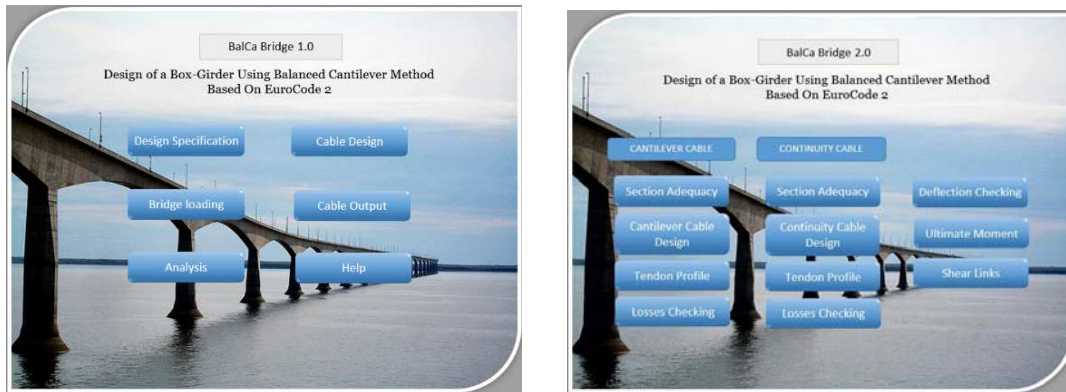 BalCa Bridge 1.0
Design of a Box-Girder Using Balanced Cantilever Method
Based On EuroCode 2
Design Specification
Cable Design
Bridge loading
Cable Output
Analysis
Help
BalCa Bridge 2.0
Design of a Box-Girder Using Balanced Cantilever Method
Based On EuroCode 2
CANTILEVER CABLE
CONTINUITY CABLE
Section Adequacy
Section Adequacy
Deflection Checking
Cantilever Cable
Design
Continuity Cable
Design
Ultimate Moment
Tendon Profile
Tendon Profile
Shear Links
Losses Checking
Losses Checking